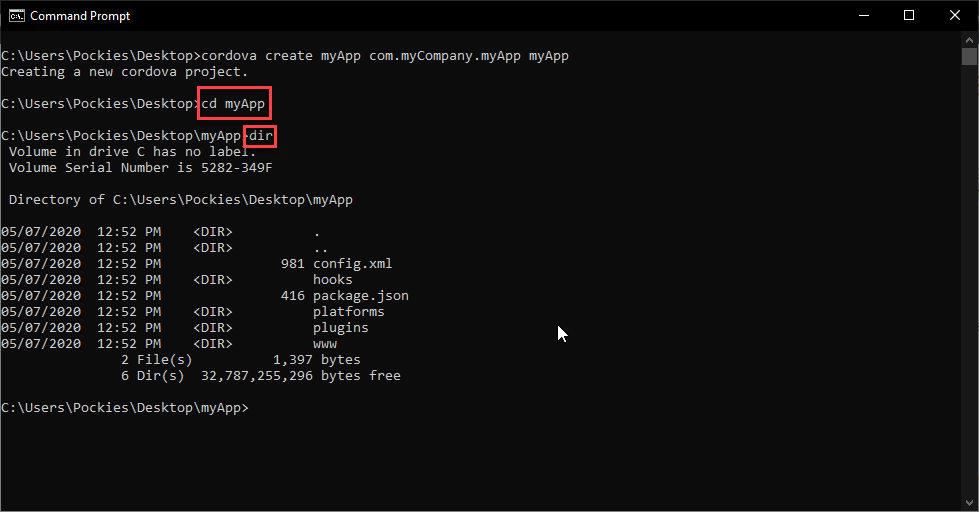 Command Prompt
C:\Users\Pockies\Desktop>cordova create myApp com.myCompany.myApp myApp
Creating a new cordova project.
C:\Users\Pockies\Desktop>cd myApp
C:\Users\Pockies\Desktop\myApp>dir
 Volume in drive C has no label.
 Volume Serial Number is 5282-349F
 Directory of C:\Users\Pockies\Desktop\myApp
05/07/2020  12:52 PM    <DIR>          .
05/07/2020  12:52 PM    <DIR>          ..
05/07/2020  12:52 PM               981 config.xml
05/07/2020  12:52 PM    <DIR>          hooks
05/07/2020  12:52 PM               416 package.json
05/07/2020  12:52 PM    <DIR>          platforms
05/07/2020  12:52 PM    <DIR>          plugins
05/07/2020  12:52 PM    <DIR>          www
               2 File(s)          1,397 bytes
               6 Dir(s)  32,787,255,296 bytes free
C:\Users\Pockies\Desktop\myApp>